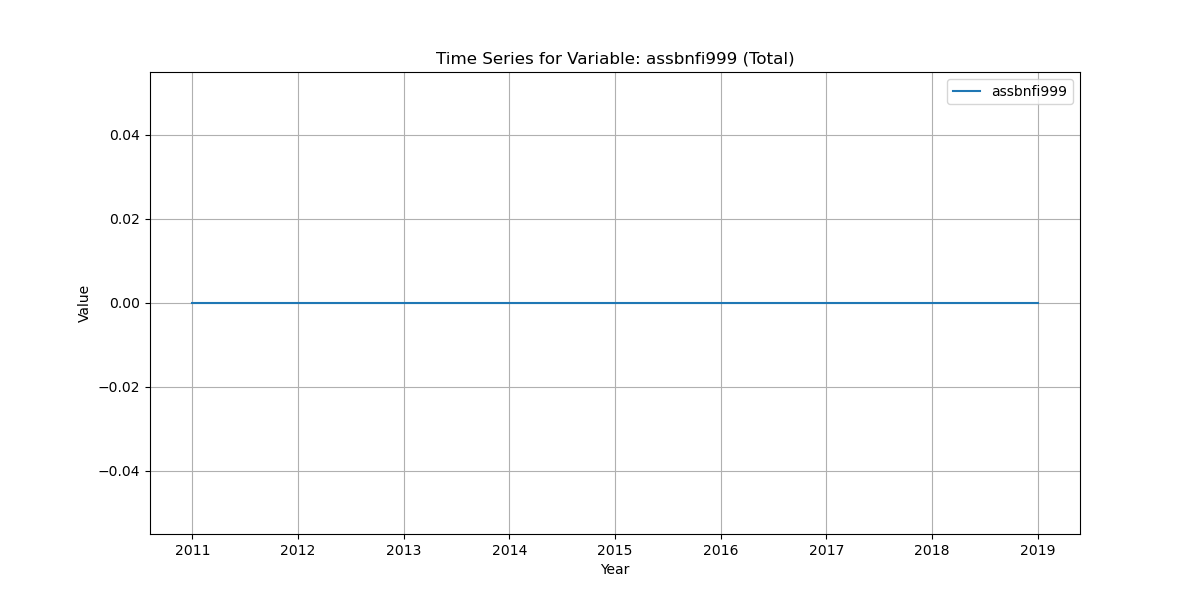 Time Series for Variable: assbnfi999 (Total)
assbnfi999
0.04
0.02
0.00
−0.02
−0.04
Value
2011 2012 2013 2014 2015 2016 2017 2018 2019
Year